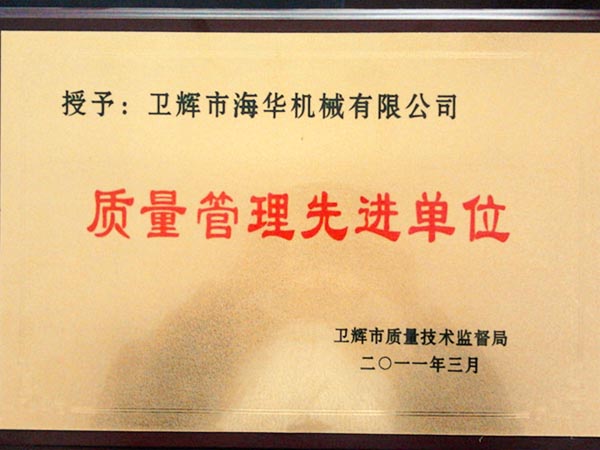 授予：卫辉市海华机械有限公司
质量管理先进单位
卫辉市质量技术监督局
二〇一一年三月